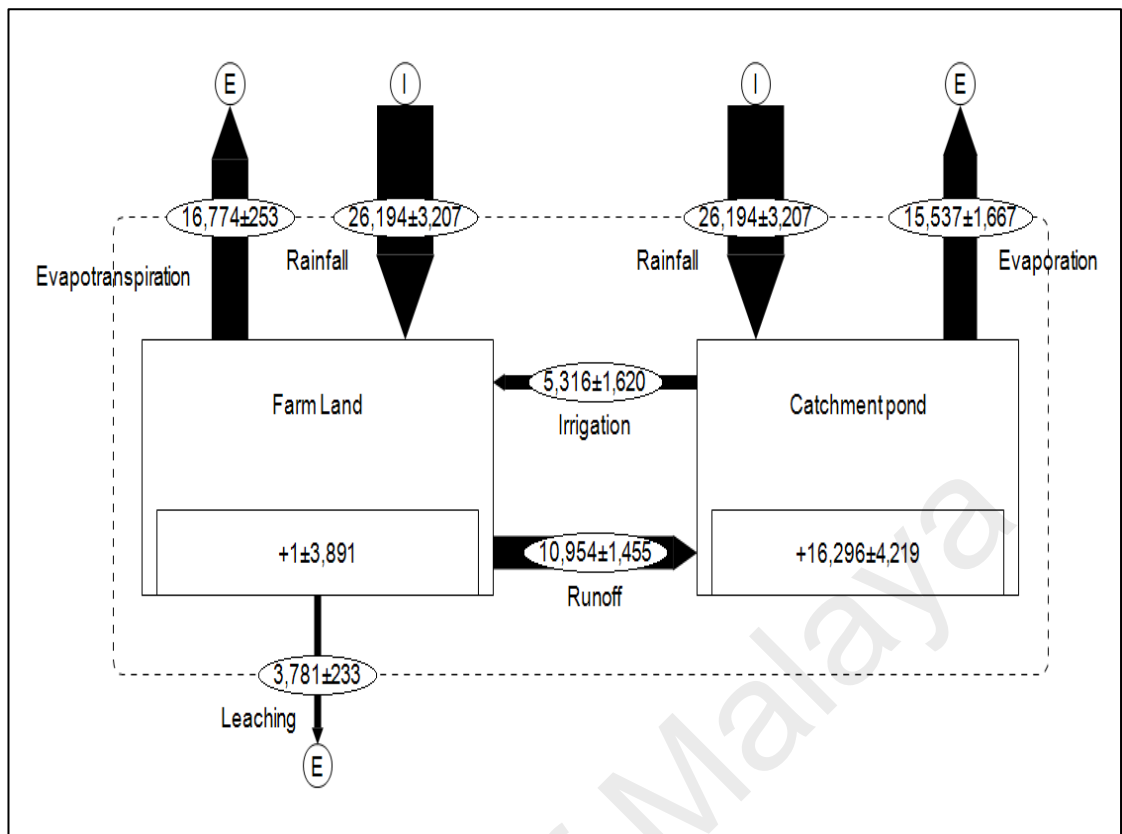 E
I
I
E
16,774±253
26,194±3,207
26,194±3,207
15,537±1,667
Rainfall
Rainfall
Evapotranspiration
Evaporation
5,316±1,620
Farm Land
Catchment pond
Irrigation
+1±3,891
10,954±1,455
+16,296±4,219
Runoff
3,781±233
Leaching
E
Malaya